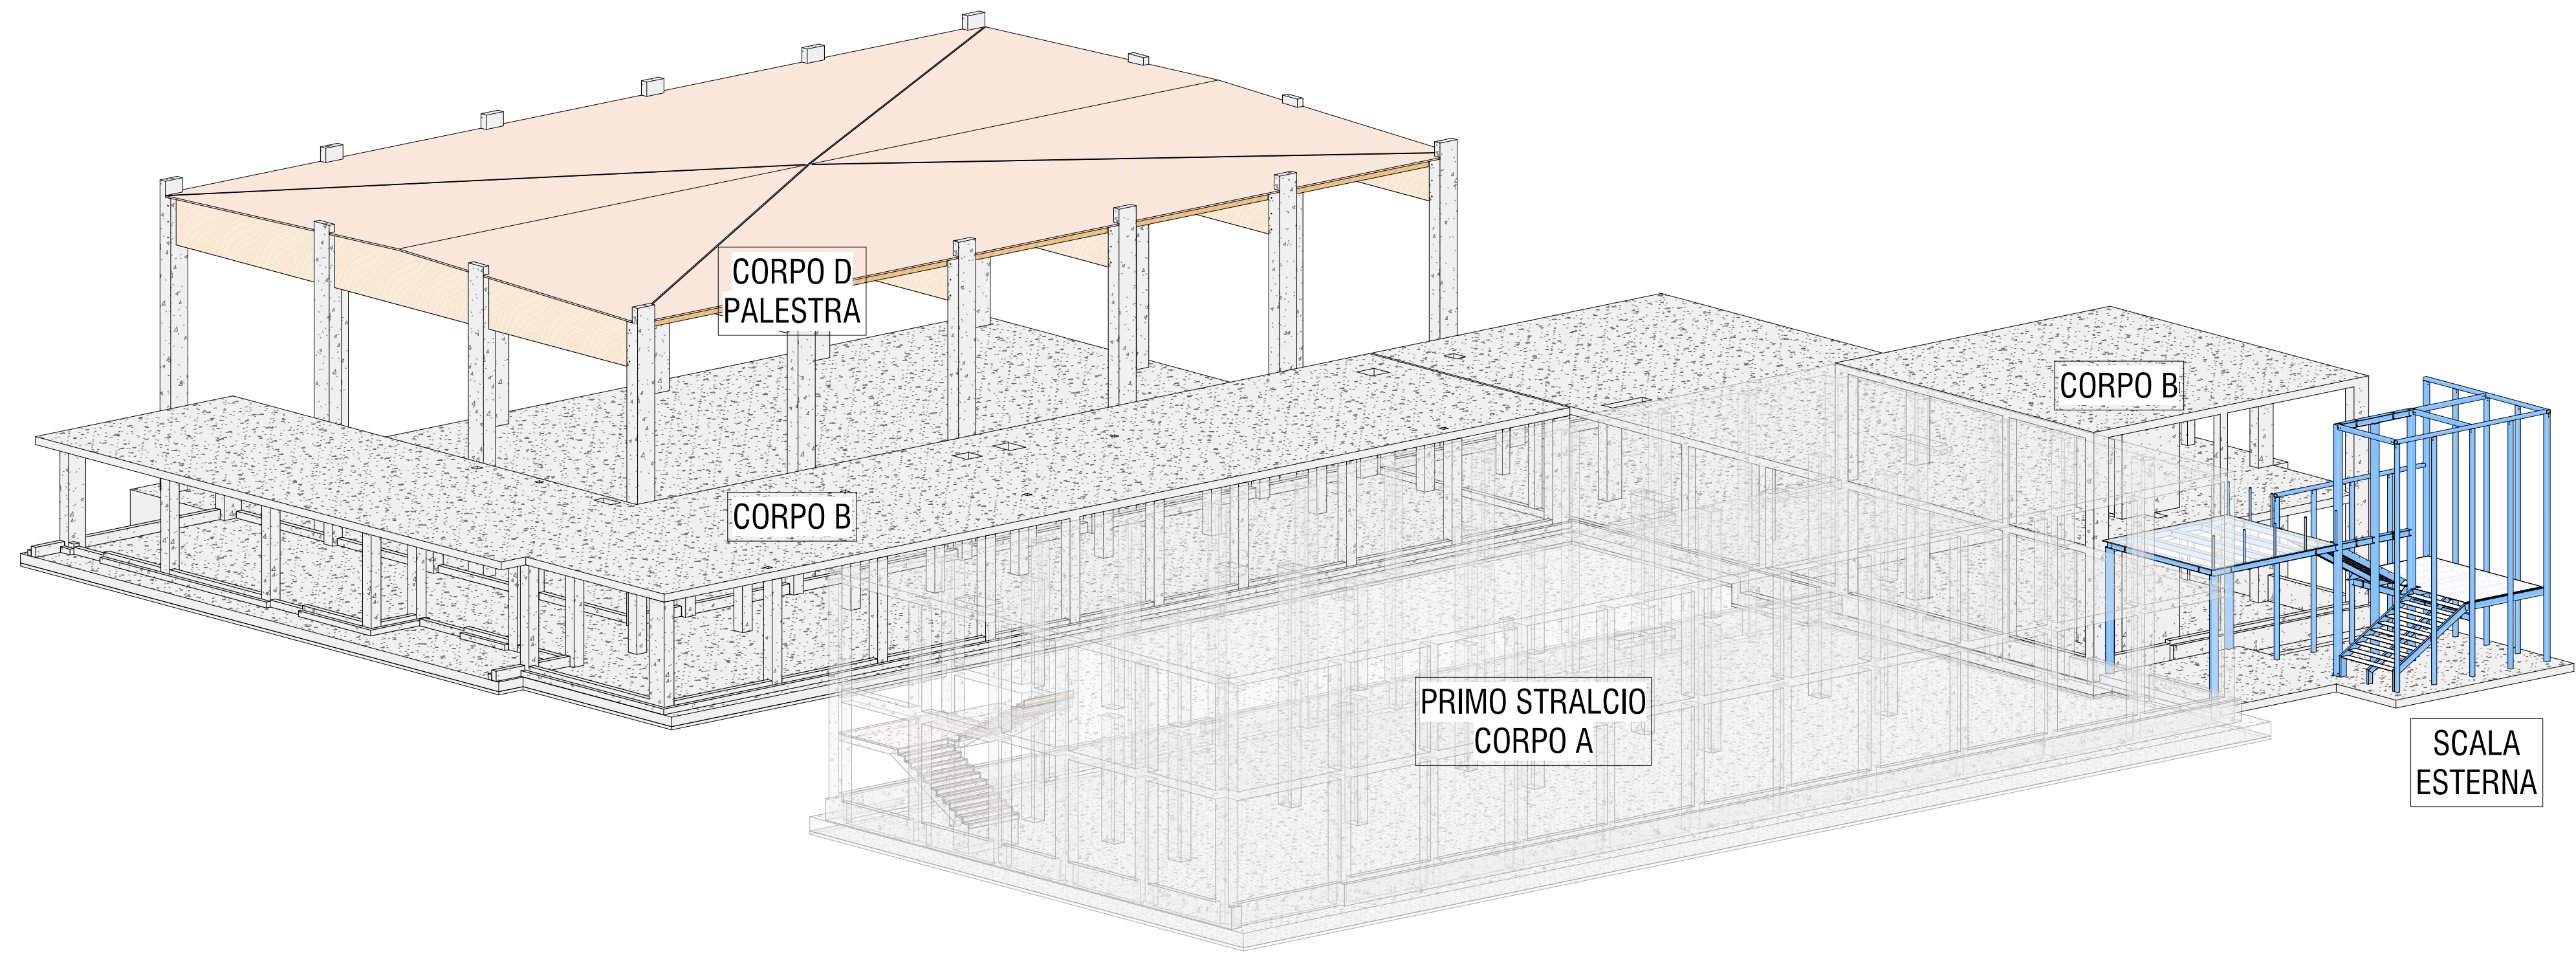 CORPO D
PALESTRA
CORPO B
CORPO B
PRIMO STRALCIO
CORPO A
SCALA
ESTERNA